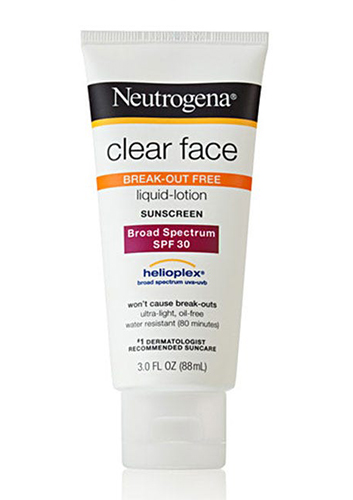 Neutrogena®
clear face
BREAK-OUT FREE
liquid-lotion
SUNSCREEN
Broad Spectrum
SPF 30
helioplex®
broad spectrum uva•uvb
won't cause break-outs
ultra-light, oil-free
water resistant (80 minutes)
#1 DERMATOLOGIST
RECOMMENDED SUNCARE
3.0 FL OZ (88mL)